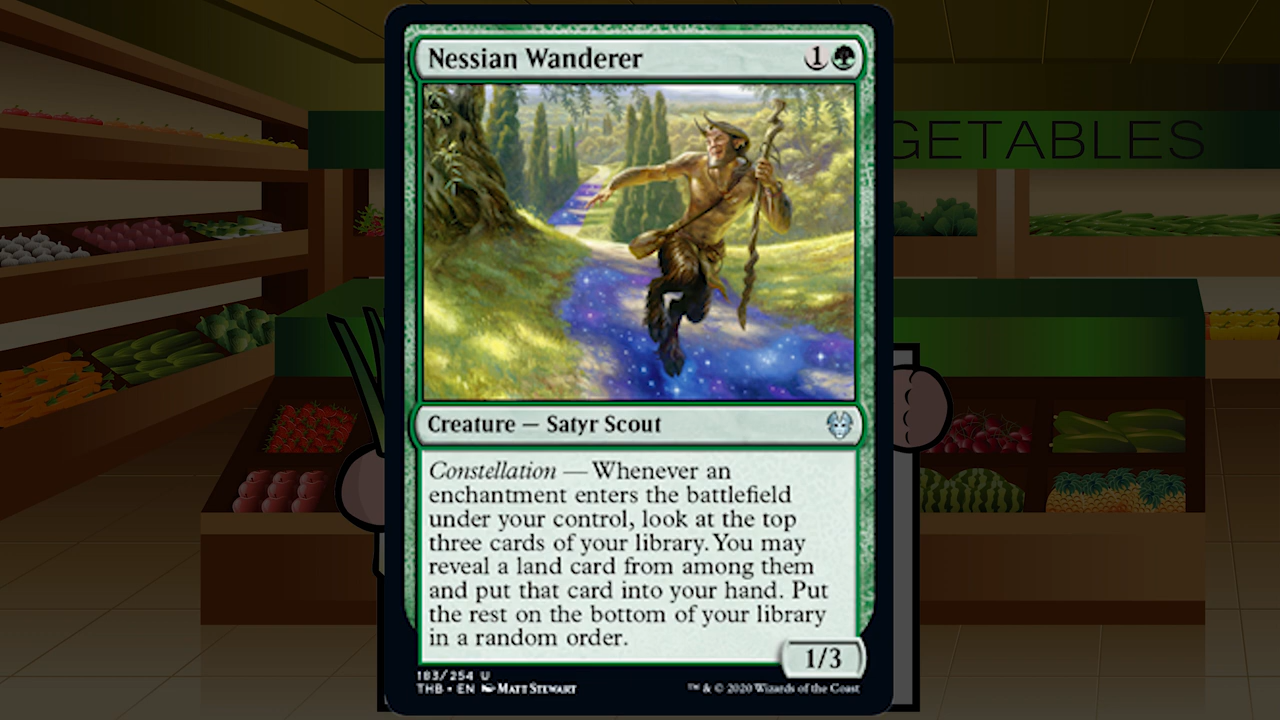 Nessian Wanderer 1
GETABLES
Creature — Satyr Scout
Constellation — Whenever an
enchantment enters the battlefield
under your control, look at the top
three cards of your library. You may
reveal a land card from among them
and put that card into your hand. Put
the rest on the bottom of your library
in a random order.
1/3
183/254 U
THB • EN MATT STEWART
™ & © 2020 Wizards of the Coast